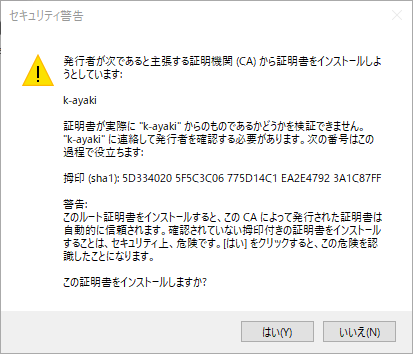 セキュリティ警告
発行者が次であると主張する証明機関 (CA) から証明書をインストールしよ
うとしています:
k-ayaki
証明書が実際に "k-ayaki" からのものであるかどうかを検証できません。
"k-ayaki" に連絡して発行者を確認する必要があります。次の番号はこの
過程で役立ちます:
拇印 (sha1): 5D334020 5F5C3C06 775D14C1 EA2E4792 3A1C87FF
警告:
このルート証明書をインストールすると、この CA によって発行された証明書は
自動的に信頼されます。確認されていない拇印付きの証明書をインストール
することは、セキュリティ上、危険です。[はい] をクリックすると、この危険を認
識したことになります。
この証明書をインストールしますか?
はい(Y)
いいえ(N)